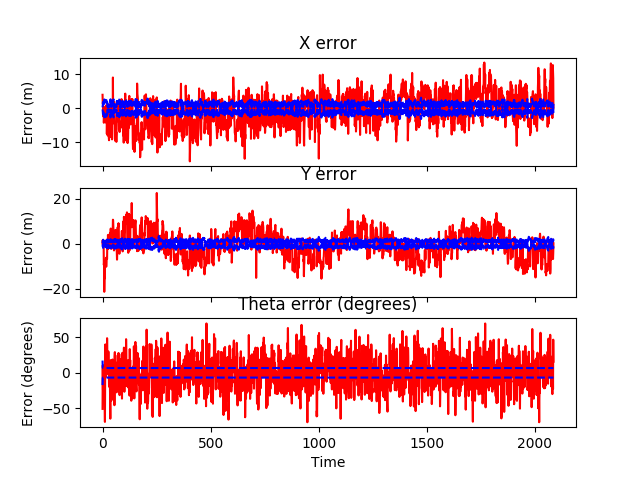 X error
10
0
−10
Error (m)
Y error
20
0
−20
Error (m)
Theta error (degrees)
50
0
−50
Error (degrees)
0
500
1000
1500
2000
Time